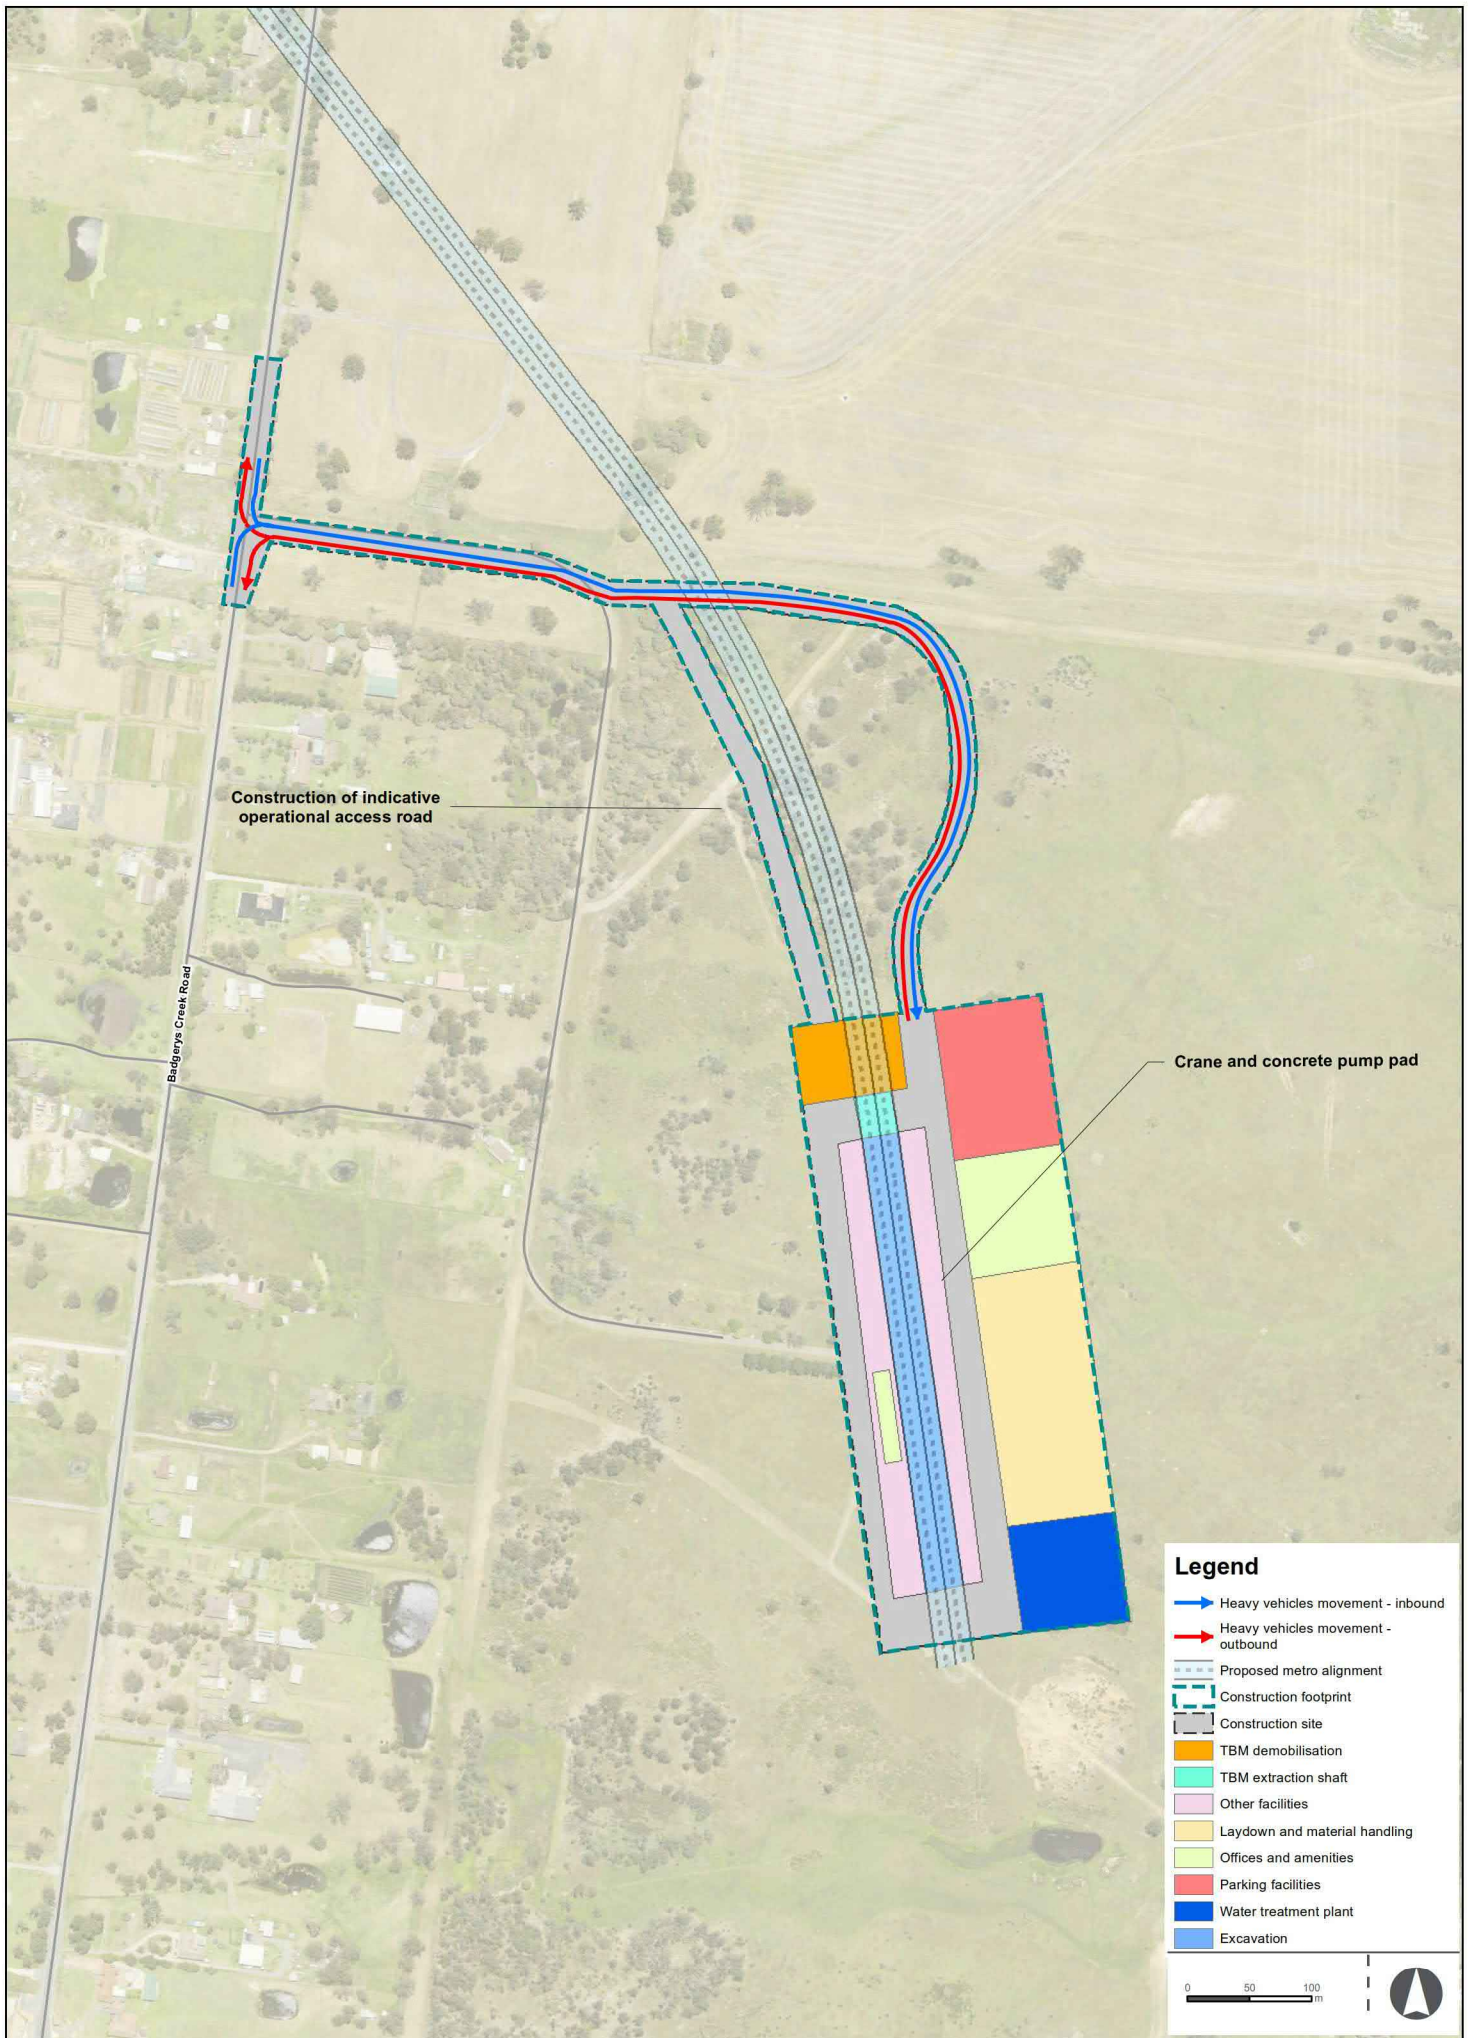 Construction of indicative
operational access road
Badgerys Creek Road
Crane and concrete pump pad
Legend
Heavy vehicles movement - inbound
Heavy vehicles movement -
outbound
Proposed metro alignment
Construction footprint
Construction site
TBM demobilisation
TBM extraction shaft
Other facilities
Laydown and material handling
Offices and amenities
Parking facilities
Water treatment plant
Excavation
0 50 100
m